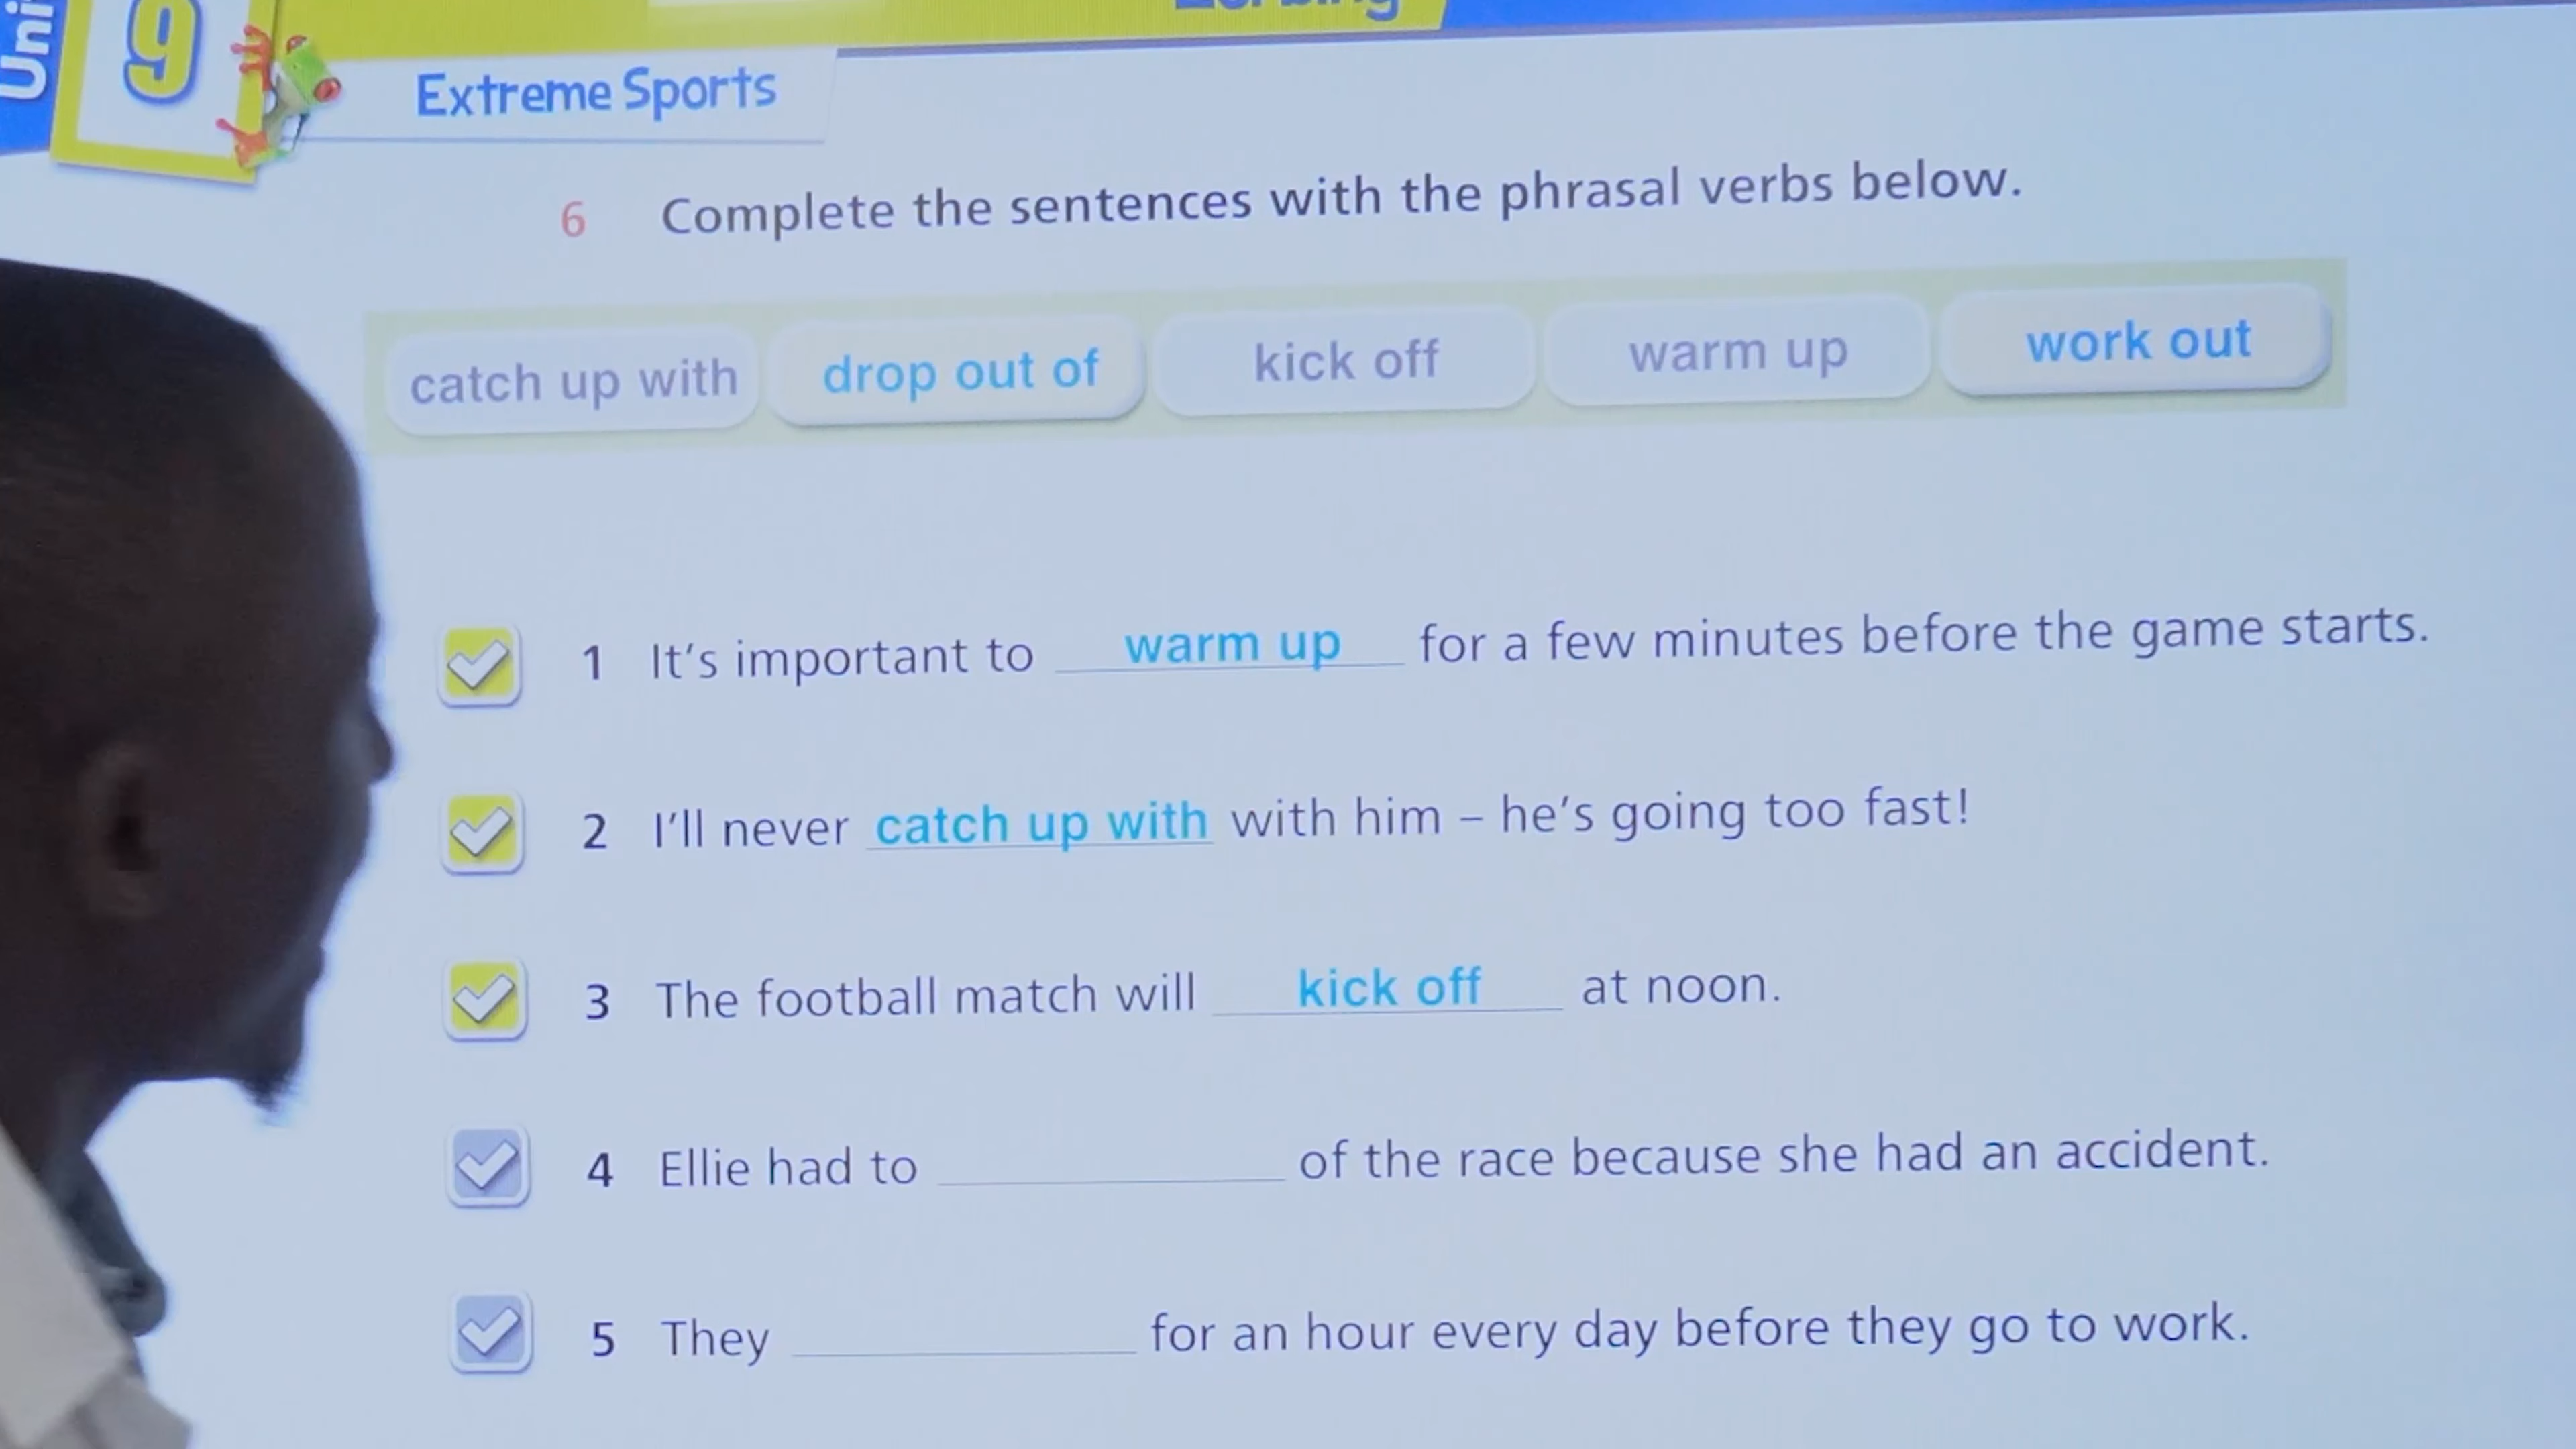 Uni
9
Extreme Sports
6 Complete the sentences with the phrasal verbs below.
catch up with drop out of kick off warm up work out
1 It's important to warm up for a few minutes before the game starts.
2 I'll never catch up with with him – he's going too fast!
3 The football match will kick off at noon.
4 Ellie had to ____________ of the race because she had an accident.
5 They ____________ for an hour every day before they go to work.